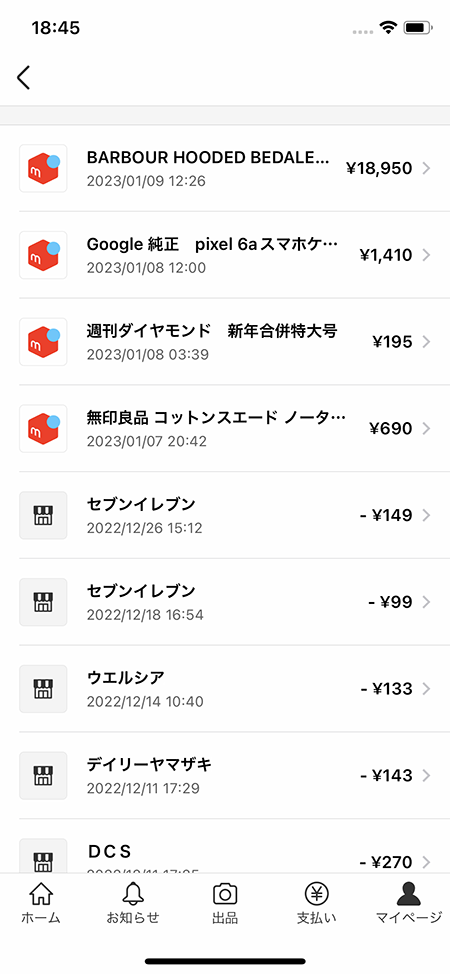 18:45
BARBOUR HOODED BEDALE...
¥18,950
2023/01/09 12:26
Google 純正　pixel 6aスマホケ…
¥1,410
2023/01/08 12:00
週刊ダイヤモンド　新年合併特大号
¥195
2023/01/08 03:39
無印良品 コットンスエード ノータ…
¥690
2023/01/07 20:42
セブンイレブン
- ¥149
2022/12/26 15:12
セブンイレブン
- ¥99
2022/12/18 16:54
ウエルシア
- ¥133
2022/12/14 10:40
デイリーヤマザキ
- ¥143
2022/12/11 17:29
ＤＣＳ
- ¥270
ホーム
お知らせ
出品
支払い
マイページ